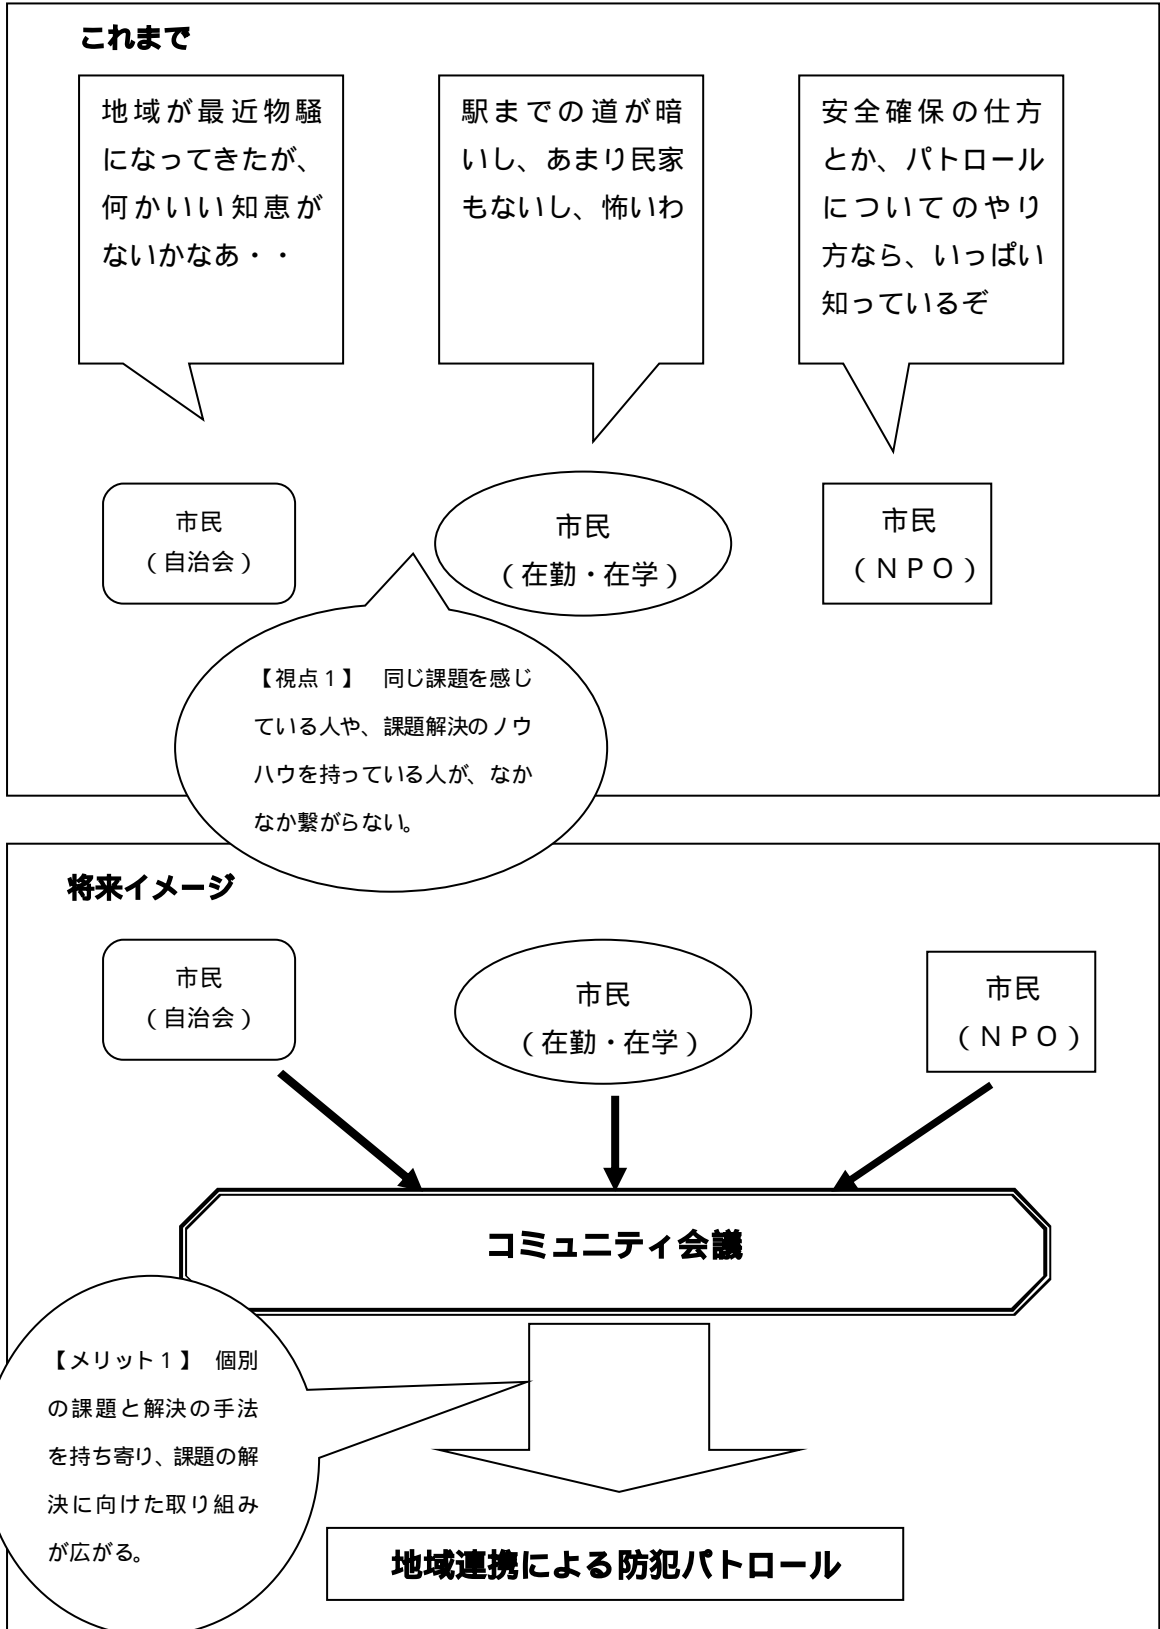 これまで
地域が最近物騒
になってきたが、
何かいい知恵が
ないかなあ・・
駅までの道が暗
いし、あまり民家
もないし、怖いわ
安全確保の仕方
とか、パトロール
についてのやり
方なら、いっぱい
知っているぞ
市民
（自治会）
市民
（在勤・在学）
市民
（ＮＰＯ）
【視点１】　同じ課題を感じ
ている人や、課題解決のノウ
ハウを持っている人が、なか
なか繋がらない。
将来イメージ
市民
（自治会）
市民
（在勤・在学）
市民
（ＮＰＯ）
コミュニティ会議
【メリット１】　個別
の課題と解決の手法
を持ち寄り、課題の解
決に向けた取り組み
が広がる。
地域連携による防犯パトロール